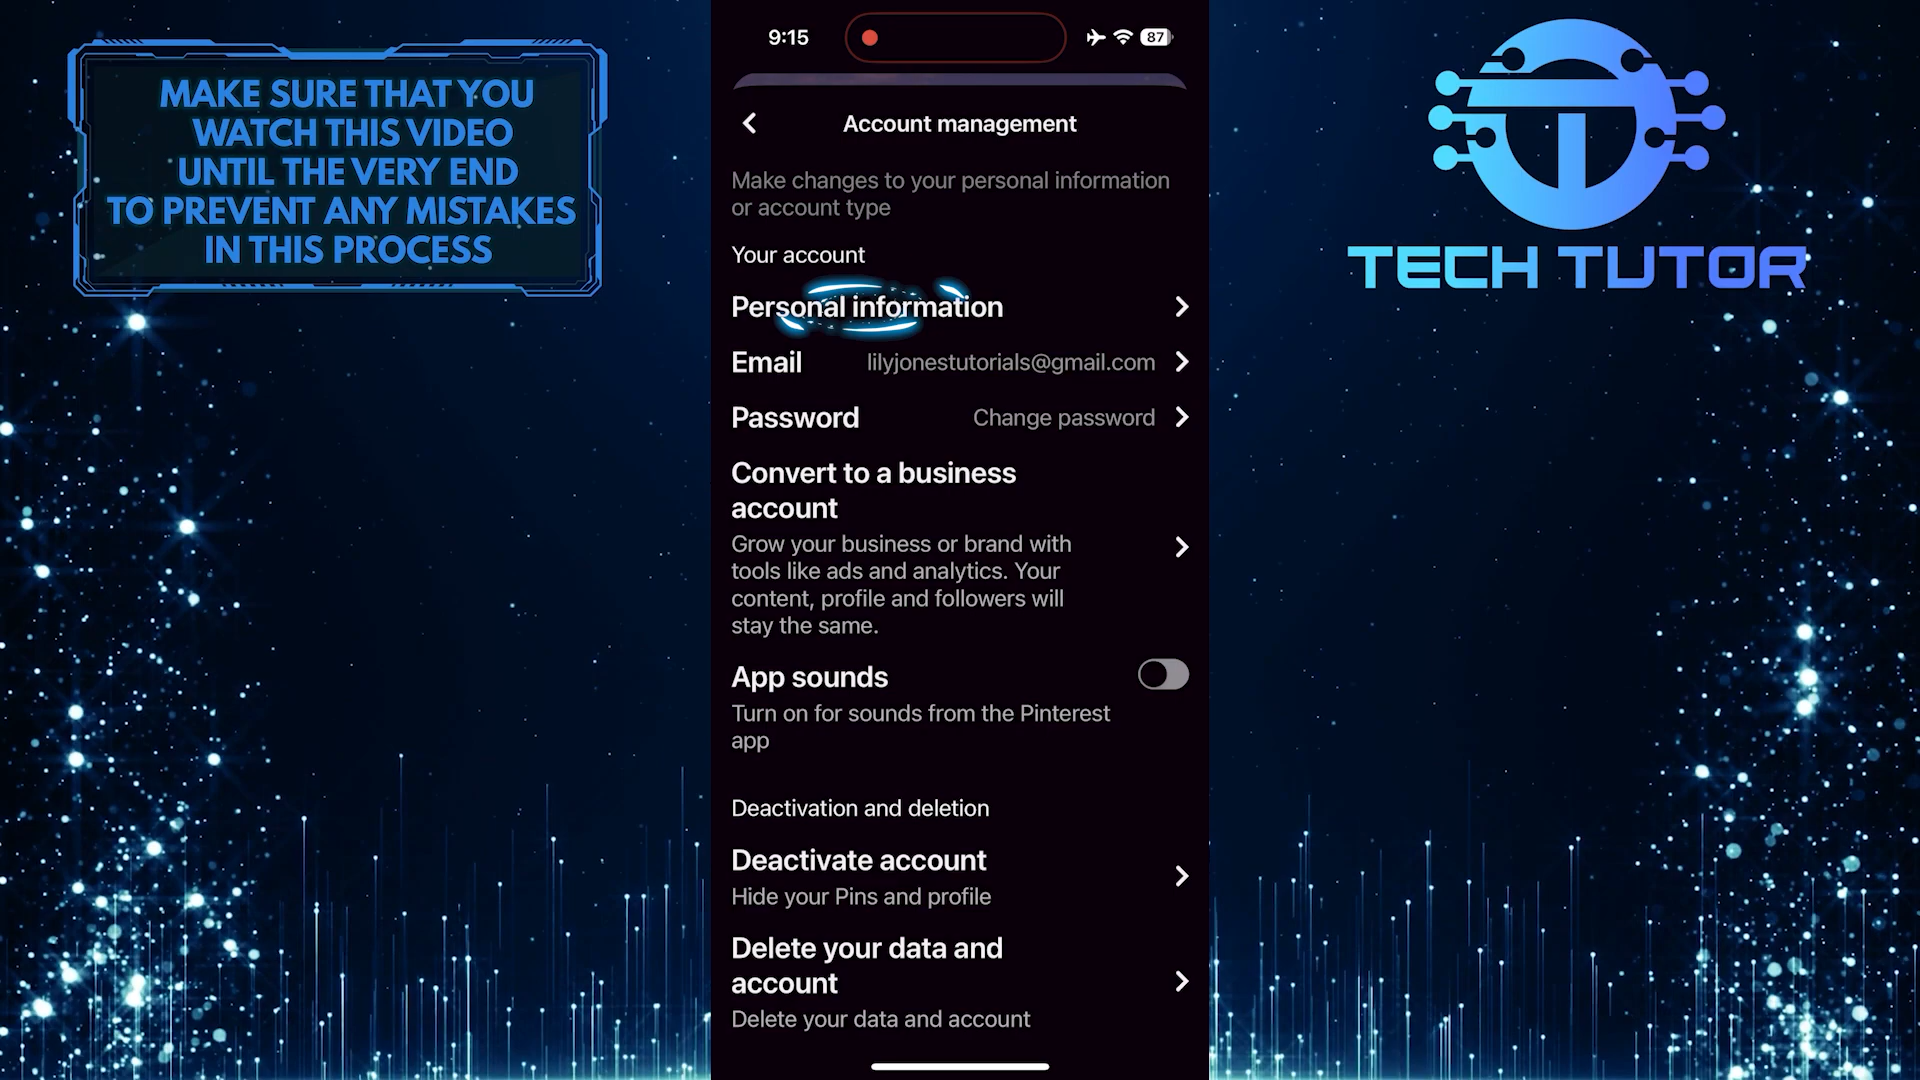 MAKE SURE THAT YOU
WATCH THIS VIDEO
UNTIL THE VERY END
TO PREVENT ANY MISTAKES
IN THIS PROCESS
9:15
87
Account management
Make changes to your personal information
or account type
Your account
Personal information
Email lilyjonestutorials@gmail.com
Password Change password
Convert to a business
account
Grow your business or brand with
tools like ads and analytics. Your
content, profile and followers will
stay the same.
App sounds
Turn on for sounds from the Pinterest
app
Deactivation and deletion
Deactivate account
Hide your Pins and profile
Delete your data and
account
Delete your data and account
TECH TUTOR